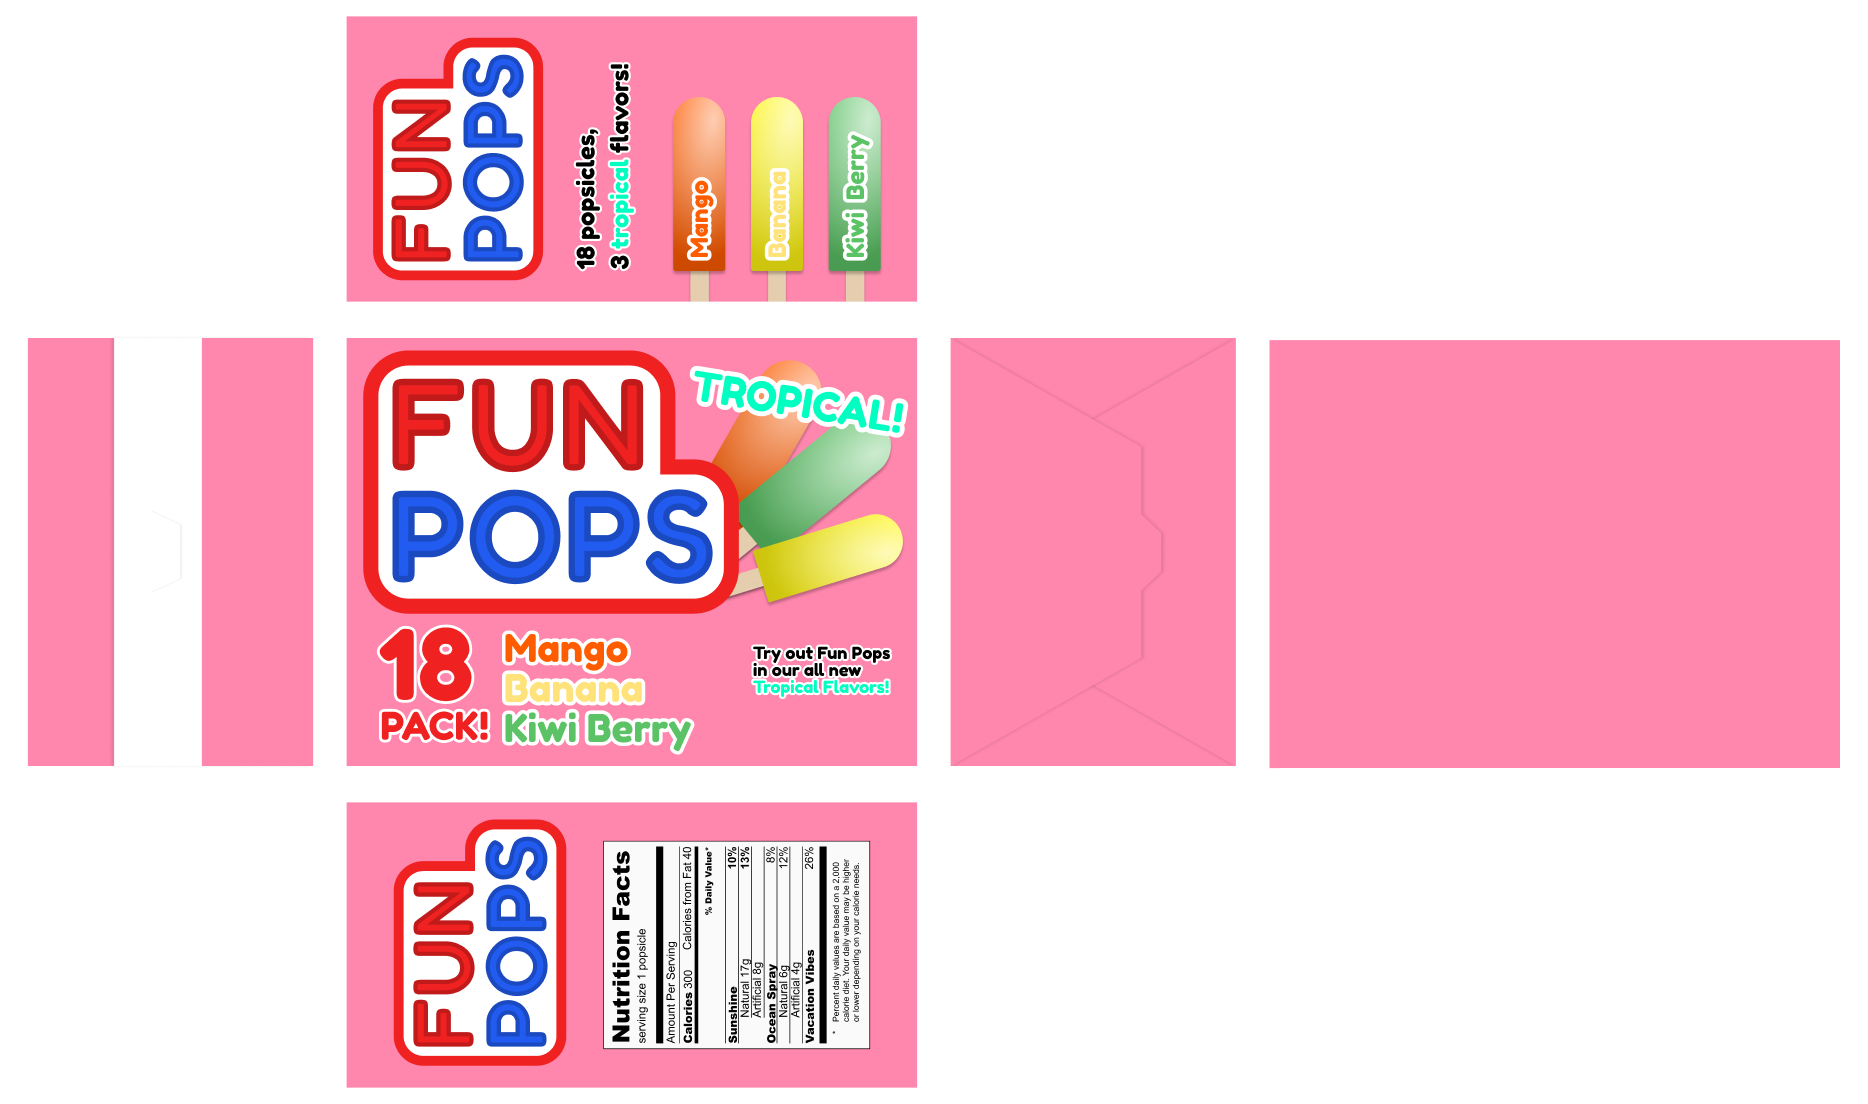 FUN
POPS
18 popsicles,
3 tropical flavors!
Mango
Banana
Kiwi Berry
FUN
POPS
TROPICAL!
18
PACK!
Mango
Banana
Kiwi Berry
Try out Fun Pops
in our all new
Tropical Flavors!
FUN
POPS
Nutrition Facts
serving size 1 popsicle
Amount Per Serving
Calories 300 Calories from Fat 40
% Daily Value*
Sunshine 10%
Natural 17g 13%
Artificial 8g
Ocean Spray 8%
Natural 6g 12%
Artificial 4g
Vacation Vibes 26%
* Percent daily values are based on a 2,000
calorie diet. Your daily value may be higher
or lower depending on your calorie needs.